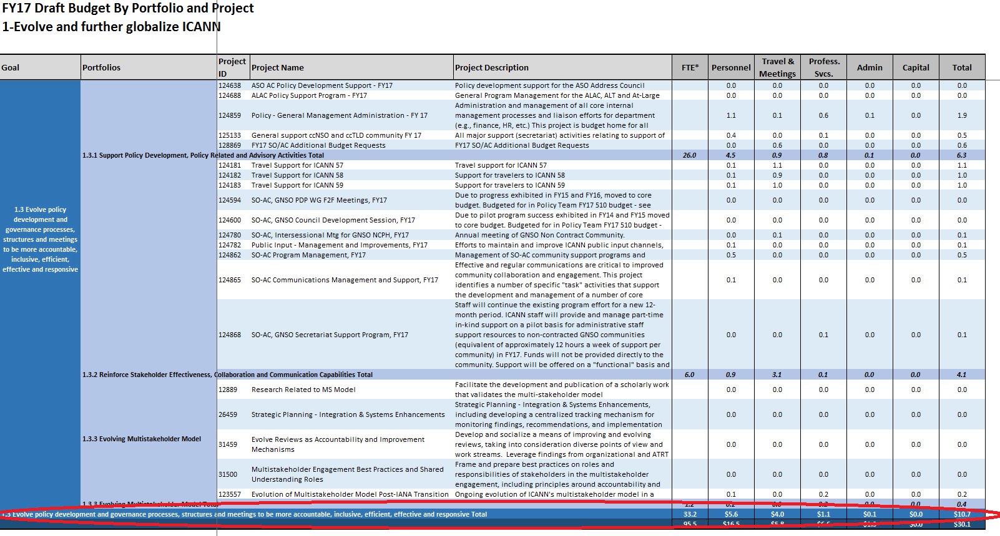 FY17 Draft Budget By Portfolio and Project
1-Evolve and further globalize ICANN
Goal Portfolios Project ID Project Name Project Description FTE* Personnel Travel & Meetings Profess. Svcs. Admin Capital Total
124638 ASO AC Policy Development Support - FY17 Policy development support for the ASO Address Council 0.0 0.0 0.0 0.0 0.0 0.0
124688 ALAC Policy Support Program - FY17 General Program Management for the ALAC, ALT and At-Large 0.0 0.0 0.0 0.0 0.0 0.0
Administration and management of all core internal
124859 Policy - General Management Administration - FY 17 management processes and liaison efforts for department 1.1 0.1 0.6 0.1 0.0 1.9
(e.g., finance, HR, etc.) This project is budget home for all
125133 General support ccNSO and ccTLD community FY 17 All major support (secretariat) activities relating to support of 0.4 0.0 0.1 0.0 0.0 0.5
128869 FY17 SO/AC Additional Budget Requests FY17 SO/AC Additional Budget Requests 0.0 0.6 0.0 0.0 0.0 0.6
1.3.1 Support Policy Development, Policy Related and Advisory Activities Total 26.0 4.5 0.9 0.8 0.1 0.0 6.3
124181 Travel Support for ICANN 57 Travel support for ICANN 57 0.1 1.1 0.0 0.0 0.0 1.1
124182 Travel Support for ICANN 58 Support for travelers to ICANN 58 0.1 0.9 0.0 0.0 0.0 1.0
124183 Travel Support for ICANN 59 Support for travelers to ICANN 59 0.1 1.0 0.0 0.0 0.0 1.0
Due to progress exhibited in FY15 and FY16, moved to core
124594 SO-AC, GNSO PDP WG F2F Meetings, FY17 0.0 0.0 0.0 0.0 0.0 0.0
budget. Budgeted for in Policy Team FY17 510 budget - see
1.3 Evolve policy
development and
governance processes,
structures and meetings
to be more accountable,
inclusive, efficient,
effective and responsive
Due to pilot program success exhibited in FY14 and FY15 moved
124600 SO-AC, GNSO Council Development Session, FY17 0.0 0.0 0.0 0.0 0.0 0.0
to core budget. Budgeted for in Policy Team FY17 510 budget -
124780 SO-AC, Intersessional Mtg for GNSO NCPH, FY17 Annual meeting of GNSO Non Contract Community. 0.0 0.1 0.0 0.0 0.0 0.1
124782 Public Input - Management and Improvements, FY17 Efforts to maintain and improve ICANN public input channels, 0.1 0.0 0.0 0.0 0.0 0.1
124862 SO-AC Program Management, FY17 Management of SO-AC community support programs and 0.5 0.0 0.0 0.0 0.0 0.5
Effective and regular communications are critical to improved
community collaboration and engagement. This project
124865 SO-AC Communications Management and Support, FY17 0.1 0.0 0.0 0.0 0.0 0.1
identifies a number of specific "task" activities that support
the development and management of a number of core
Staff will continue the existing program effort for a new 12-
month period. ICANN staff will provide and manage part-time
in-kind support on a pilot basis for administrative staff
124868 SO-AC, GNSO Secretariat Support Program, FY17 support resources to non-contracted GNSO communities 0.0 0.0 0.1 0.0 0.0 0.1
(equivalent of approximately 12 hours a week of support per
community) in FY17. Funds will not be provided directly to the
community. Support will be offered on a "functional" basis and
1.3.2 Reinforce Stakeholder Effectiveness, Collaboration and Communication Capabilities Total 6.0 0.9 3.1 0.1 0.0 0.0 4.1
Facilitate the development and publication of a scholarly work
12889 Research Related to MS Model 0.0 0.0 0.0 0.0 0.0 0.0
that validates the multi-stakeholder model
Strategic Planning - Integration & Systems Enhancements,
26459 Strategic Planning - Integration & Systems Enhancements including developing a centralized tracking mechanism for 0.0 0.0 0.0 0.0 0.0 0.0
monitoring findings, recommendations, and implementation
1.3.3 Evolving Multistakeholder Model
Develop and socialize a means of improving and evolving
31459 Evolve Reviews as Accountability and Improvement Mechanisms reviews, taking into consideration diverse points of view and 0.0 0.0 0.0 0.0 0.0 0.0
work streams. Leverage findings from organizational and ATRT
Frame and prepare best practices on roles and
31500 Multistakeholder Engagement Best Practices and Shared Understanding Roles responsibilities of stakeholders in the multistakeholder 0.0 0.0 0.0 0.0 0.0 0.0
engagement, including principles around accountability and
123557 Evolution of Multistakeholder Model Post-IANA Transition Ongoing evolution of ICANN's multistakeholder model in a 0.1 0.0 0.2 0.0 0.0 0.2
1.3.3 Evolving Multistakeholder Model Total 1.2 0.0 0.0 0.4
1.3 Evolve policy development and governance processes, structures and meetings to be more accountable, inclusive, efficient, effective and responsive Total 33.2 $5.6 $4.0 $1.1 $0.1 $0.0 $10.7
95.5 $16.5 $5.8 $0.0 $30.1